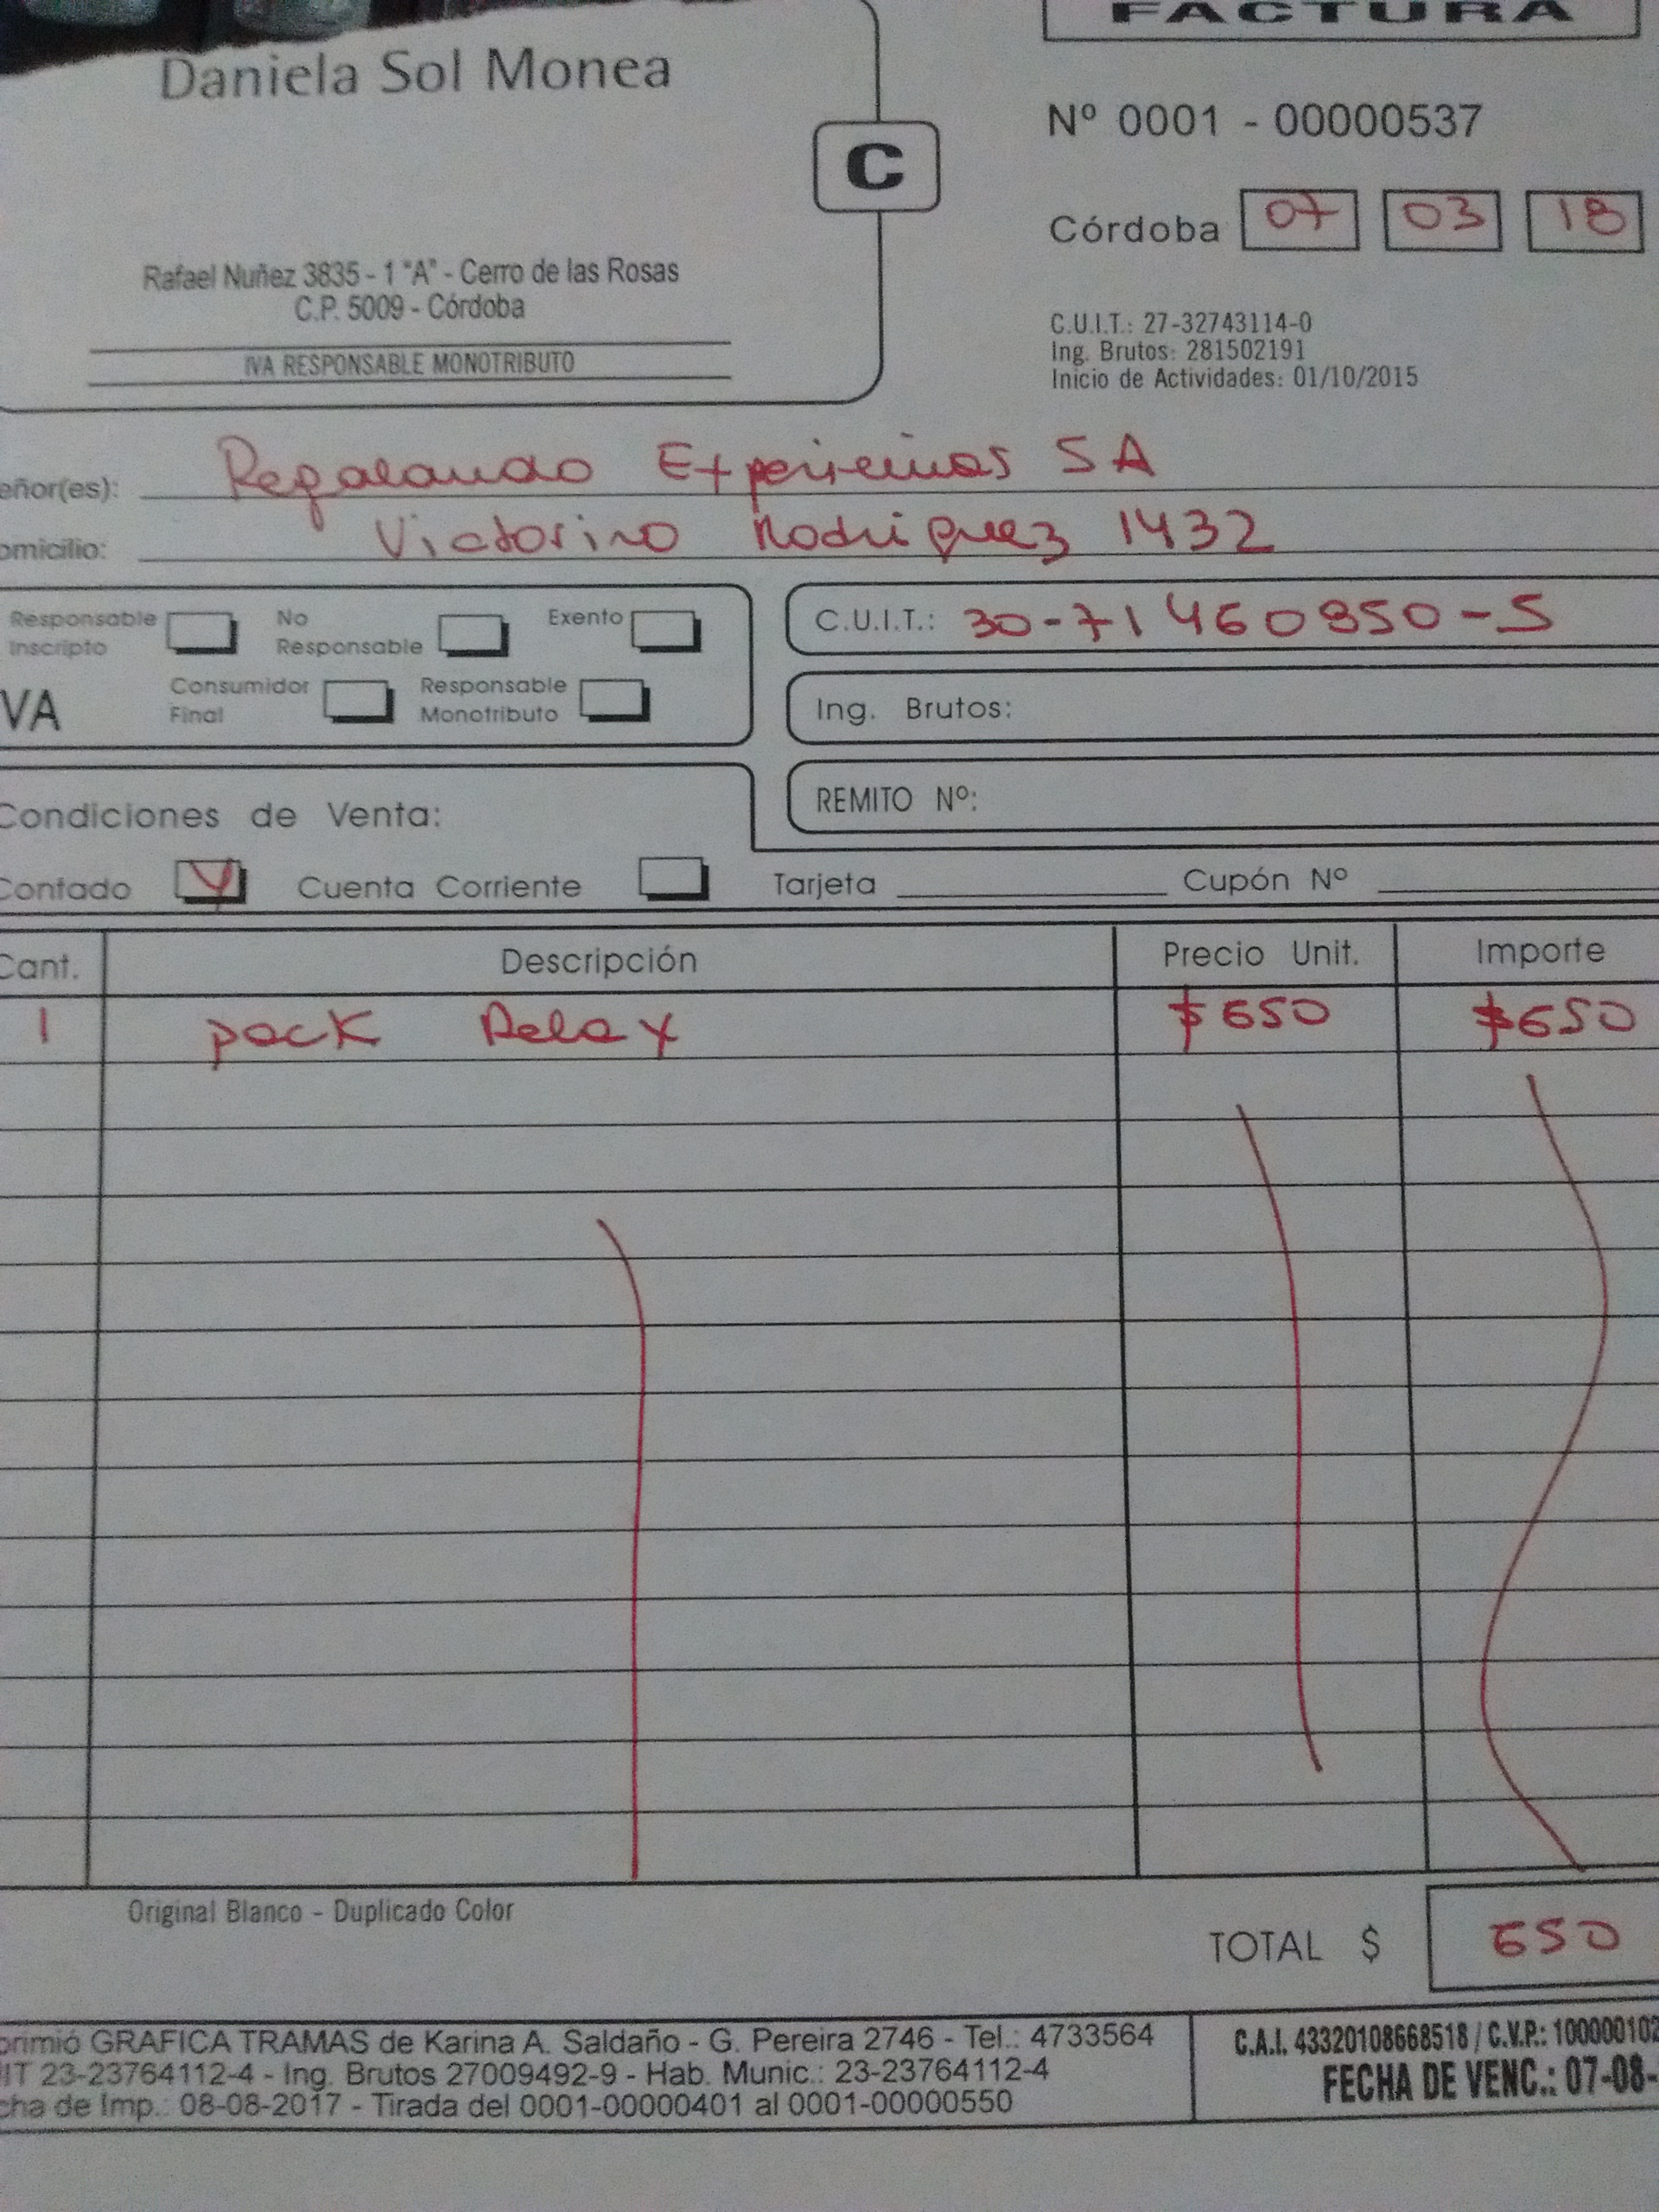 FACTURA
Daniela Sol Monea
C
Nº 0001 - 00000537
Córdoba 07 03 18
Rafael Nuñez 3835 - 1 "A" - Cerro de las Rosas
C.P. 5009 - Córdoba
IVA RESPONSABLE MONOTRIBUTO
C.U.I.T.: 27-32743114-0
Ing. Brutos: 281502191
Inicio de Actividades: 01/10/2015
eñor(es): Regalando Experiencias SA
omicilio: Victorino Rodriguez 1432
Responsable Inscripto No Responsable Exento
VA Consumidor Final Responsable Monotributo
C.U.I.T.: 30-71460850-5
Ing. Brutos:
REMITO Nº:
Condiciones de Venta:
Contado Cuenta Corriente Tarjeta Cupón Nº
Cant. Descripción Precio Unit. Importe
1 pack Relax $650 $650
Original Blanco - Duplicado Color
TOTAL $ 650
primió GRAFICA TRAMAS de Karina A. Saldaño - G. Pereira 2746 - Tel.: 4733564
IT 23-23764112-4 - Ing. Brutos 27009492-9 - Hab. Munic.: 23-23764112-4
cha de Imp.: 08-08-2017 - Tirada del 0001-00000401 al 0001-00000550
C.A.I. 43320108668518 / C.V.P.: 100000102
FECHA DE VENC.: 07-08-